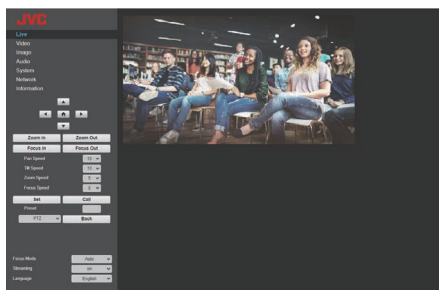 JVC
Live
Video
Image
Audio
System
Network
Information
Zoom In Zoom Out
Focus In Focus Out
Pan Speed
Tilt Speed
Zoom Speed
Focus Speed
Set Call
Preset
PTZ Back
Focus Mode Auto
Streaming on
Language English